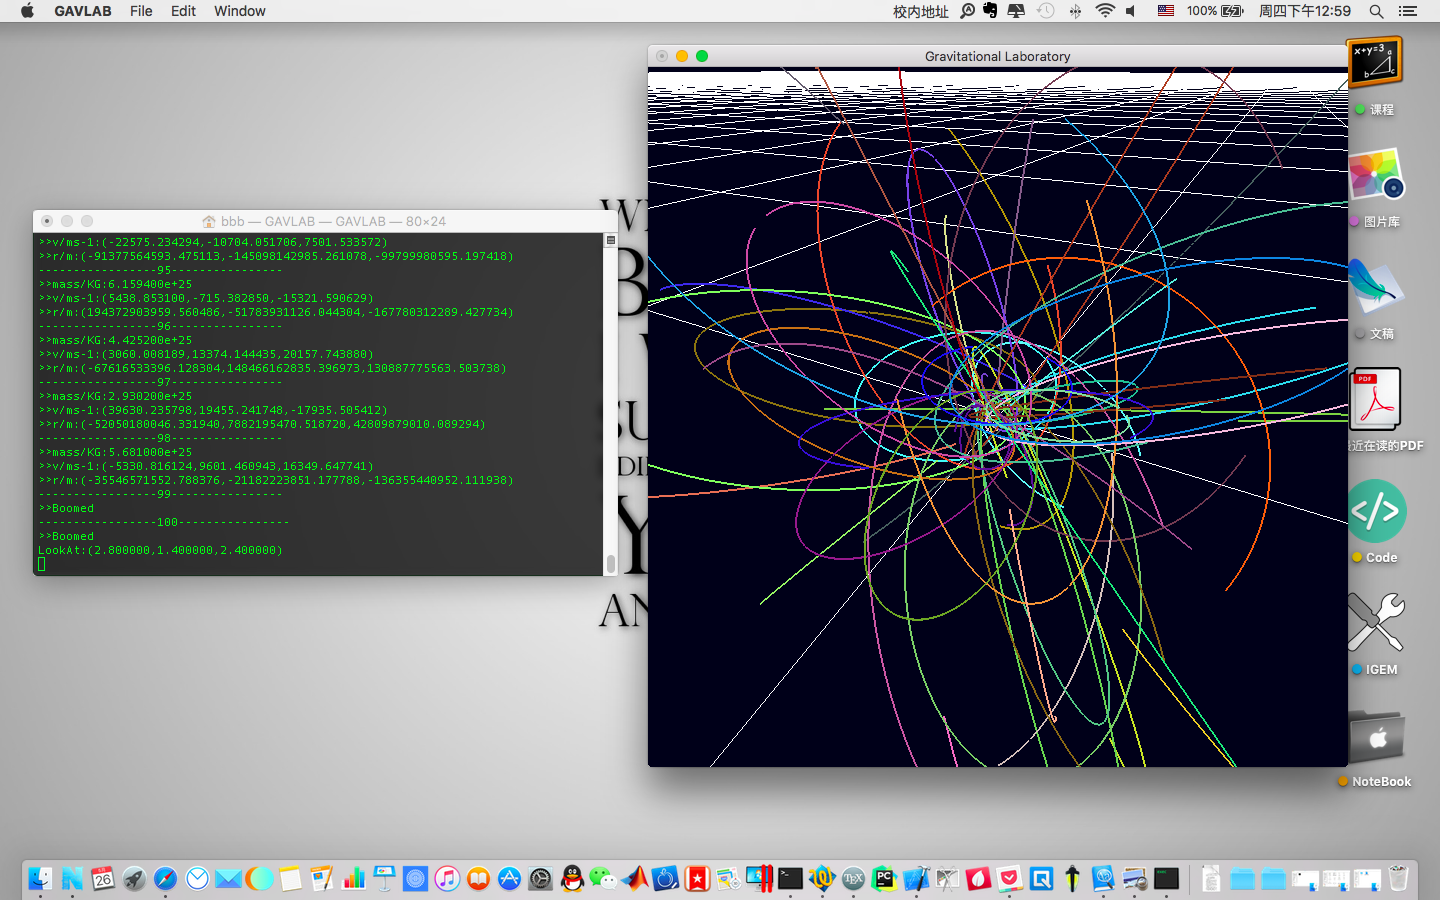 GAVLAB File Edit Window
校内地址 100% 周四下午12:59
Gravitational Laboratory
bbb — GAVLAB — GAVLAB — 80×24
>>v/ms-1:(-22575.234294,-10704.051706,7501.533572)
>>r/m:(-91377564593.475113,-145098142985.261078,-99799980595.197418)
-----------------95----------------
>>mass/KG:6.159400e+25
>>v/ms-1:(5438.853100,-715.382850,-15321.590629)
>>r/m:(194372903959.560486,-51783931126.044304,-167780312289.427734)
-----------------96----------------
>>mass/KG:4.425200e+25
>>v/ms-1:(3060.008189,13374.144435,20157.743880)
>>r/m:(-67616533396.128304,148466162835.396973,130887775563.503738)
-----------------97----------------
>>mass/KG:2.930200e+25
>>v/ms-1:(39630.235798,19455.241748,-17935.505412)
>>r/m:(-52050180046.331940,7882195470.518720,42809879010.089294)
-----------------98----------------
>>mass/KG:5.681000e+25
>>v/ms-1:(-5330.816124,9601.460943,16349.647741)
>>r/m:(-35546571552.788376,-21182223851.177788,-136355440952.111938)
-----------------99----------------
>>Boomed
-----------------100----------------
>>Boomed
LookAt:(2.800000,1.400000,2.400000)
x+y=3
a
b c
课程
图片库
文稿
PDF
近在读的PDF
</>
Code
IGEM
NoteBook
26
TEX
PC